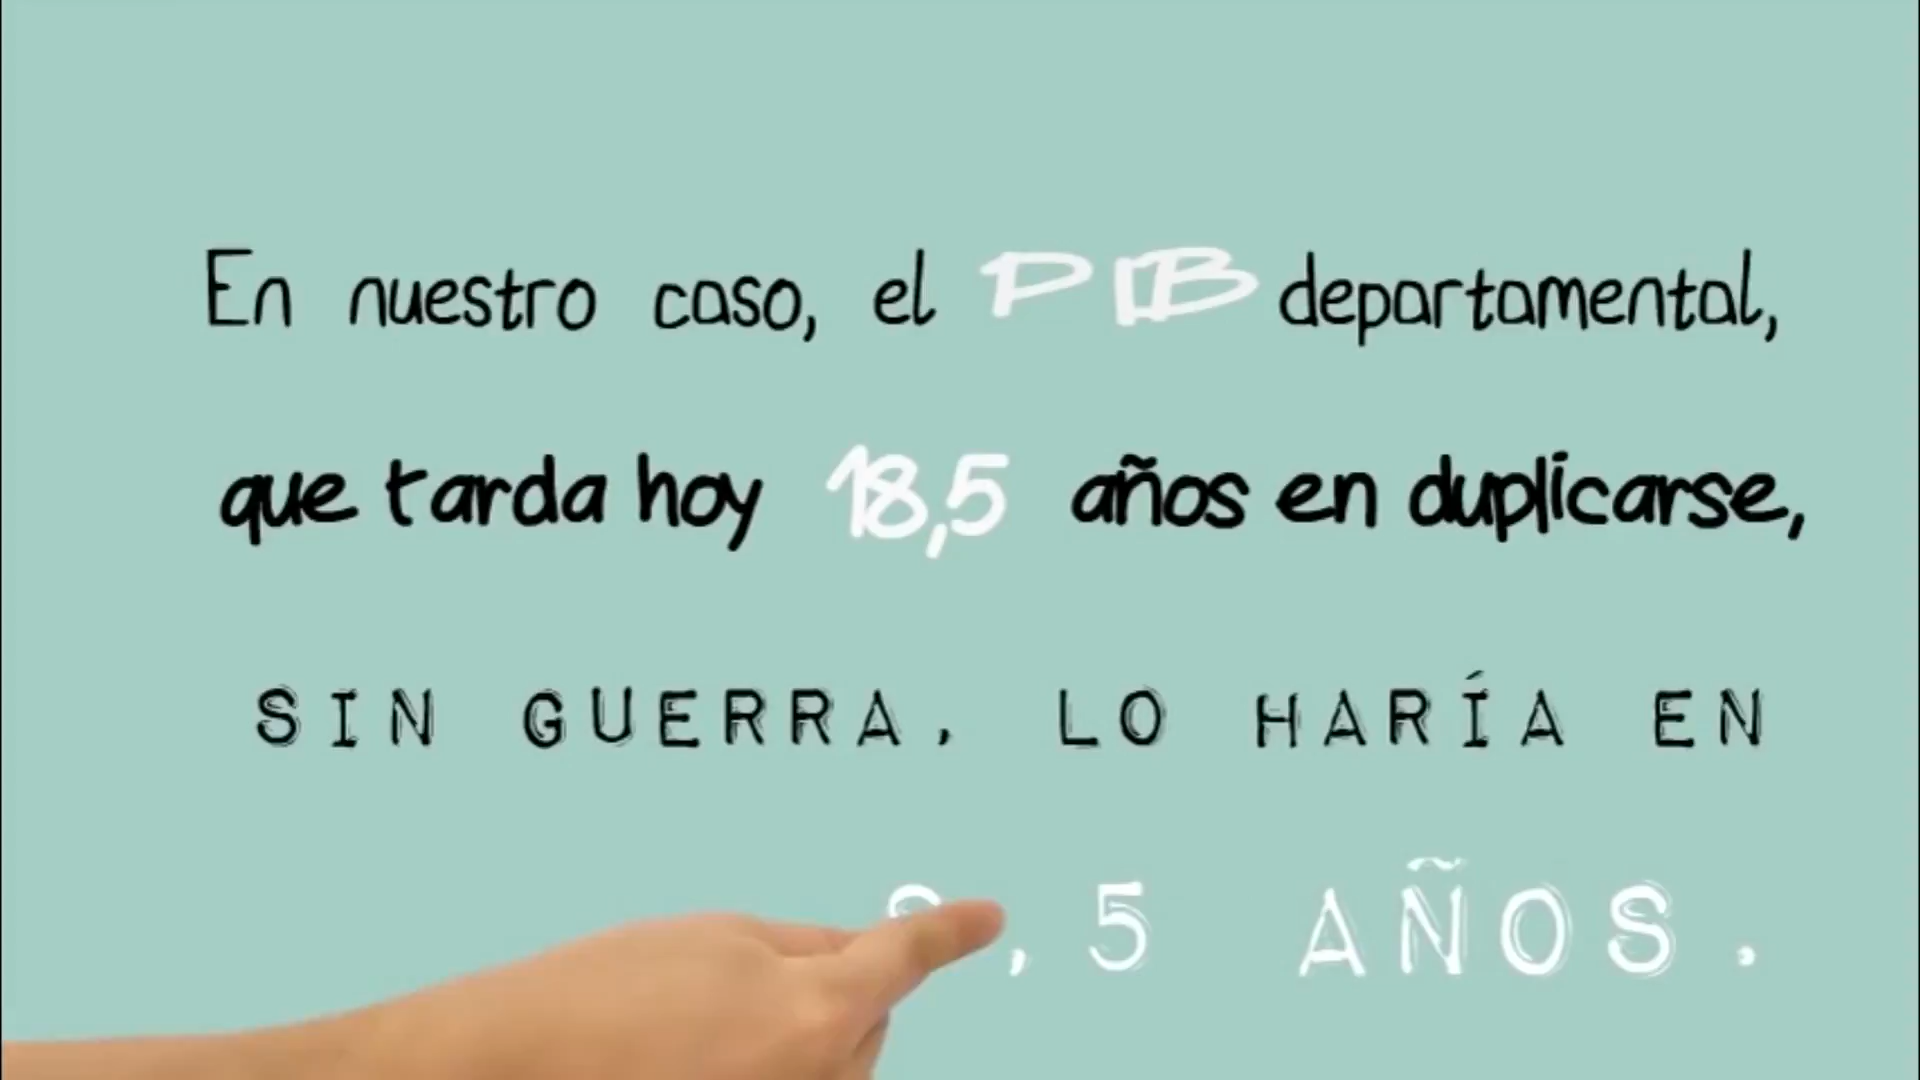 En nuestro caso, el PIB departamental,
que tarda hoy 18,5 años en duplicarse,
SIN GUERRA, LO HARÍA EN
,5 AÑOS.